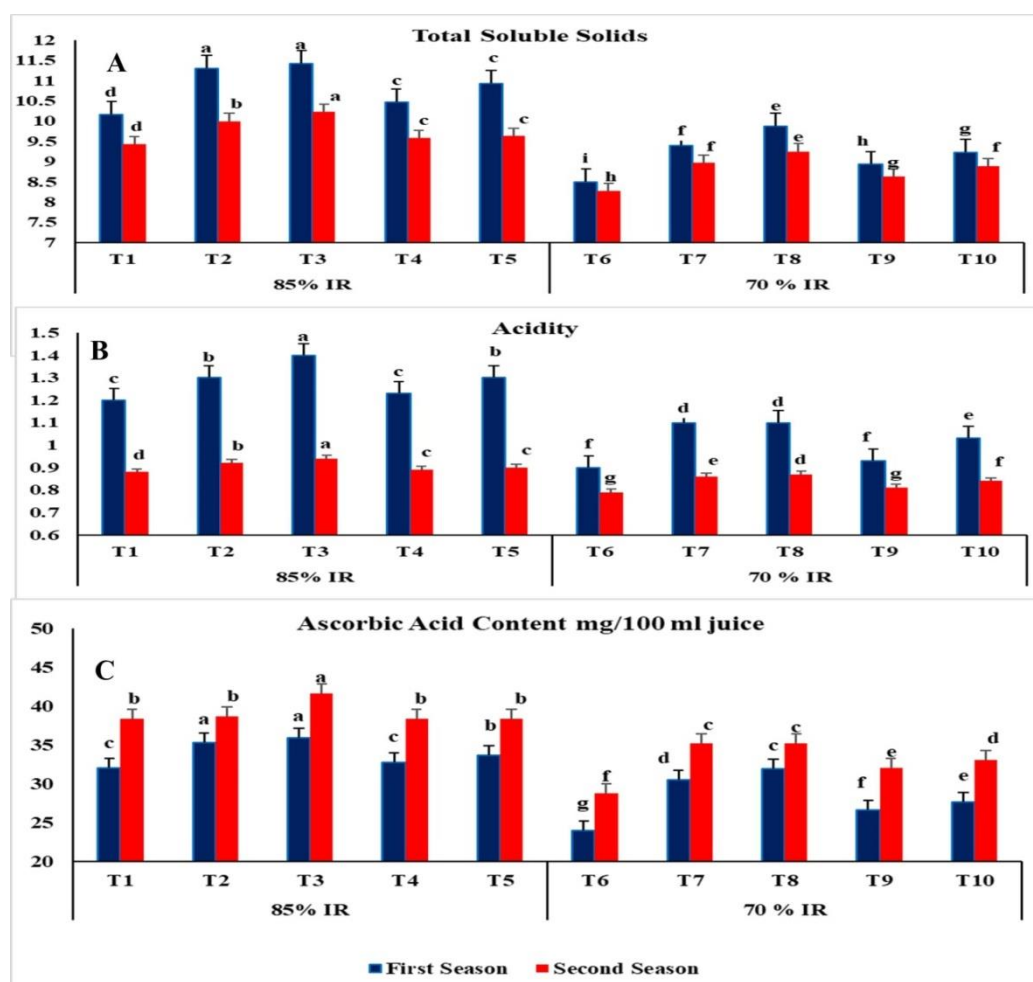 Total Soluble Solids
A
12
11.5
11
10.5
10
9.5
9
8.5
8
7.5
7
d d a b a a c c c c i h f f e e h g g f
T1 T2 T3 T4 T5 T6 T7 T8 T9 T10
85% IR 70 % IR
Acidity
B
1.5
1.4
1.3
1.2
1.1
1
0.9
0.8
0.7
0.6
c d b b a a c c b c f g d e d d f g e f
T1 T2 T3 T4 T5 T6 T7 T8 T9 T10
85% IR 70 % IR
Ascorbic Acid Content mg/100 ml juice
C
50
45
40
35
30
25
20
c b a b a a c b b b g f d c c c f e e d
T1 T2 T3 T4 T5 T6 T7 T8 T9 T10
85% IR 70 % IR
First Season Second Season